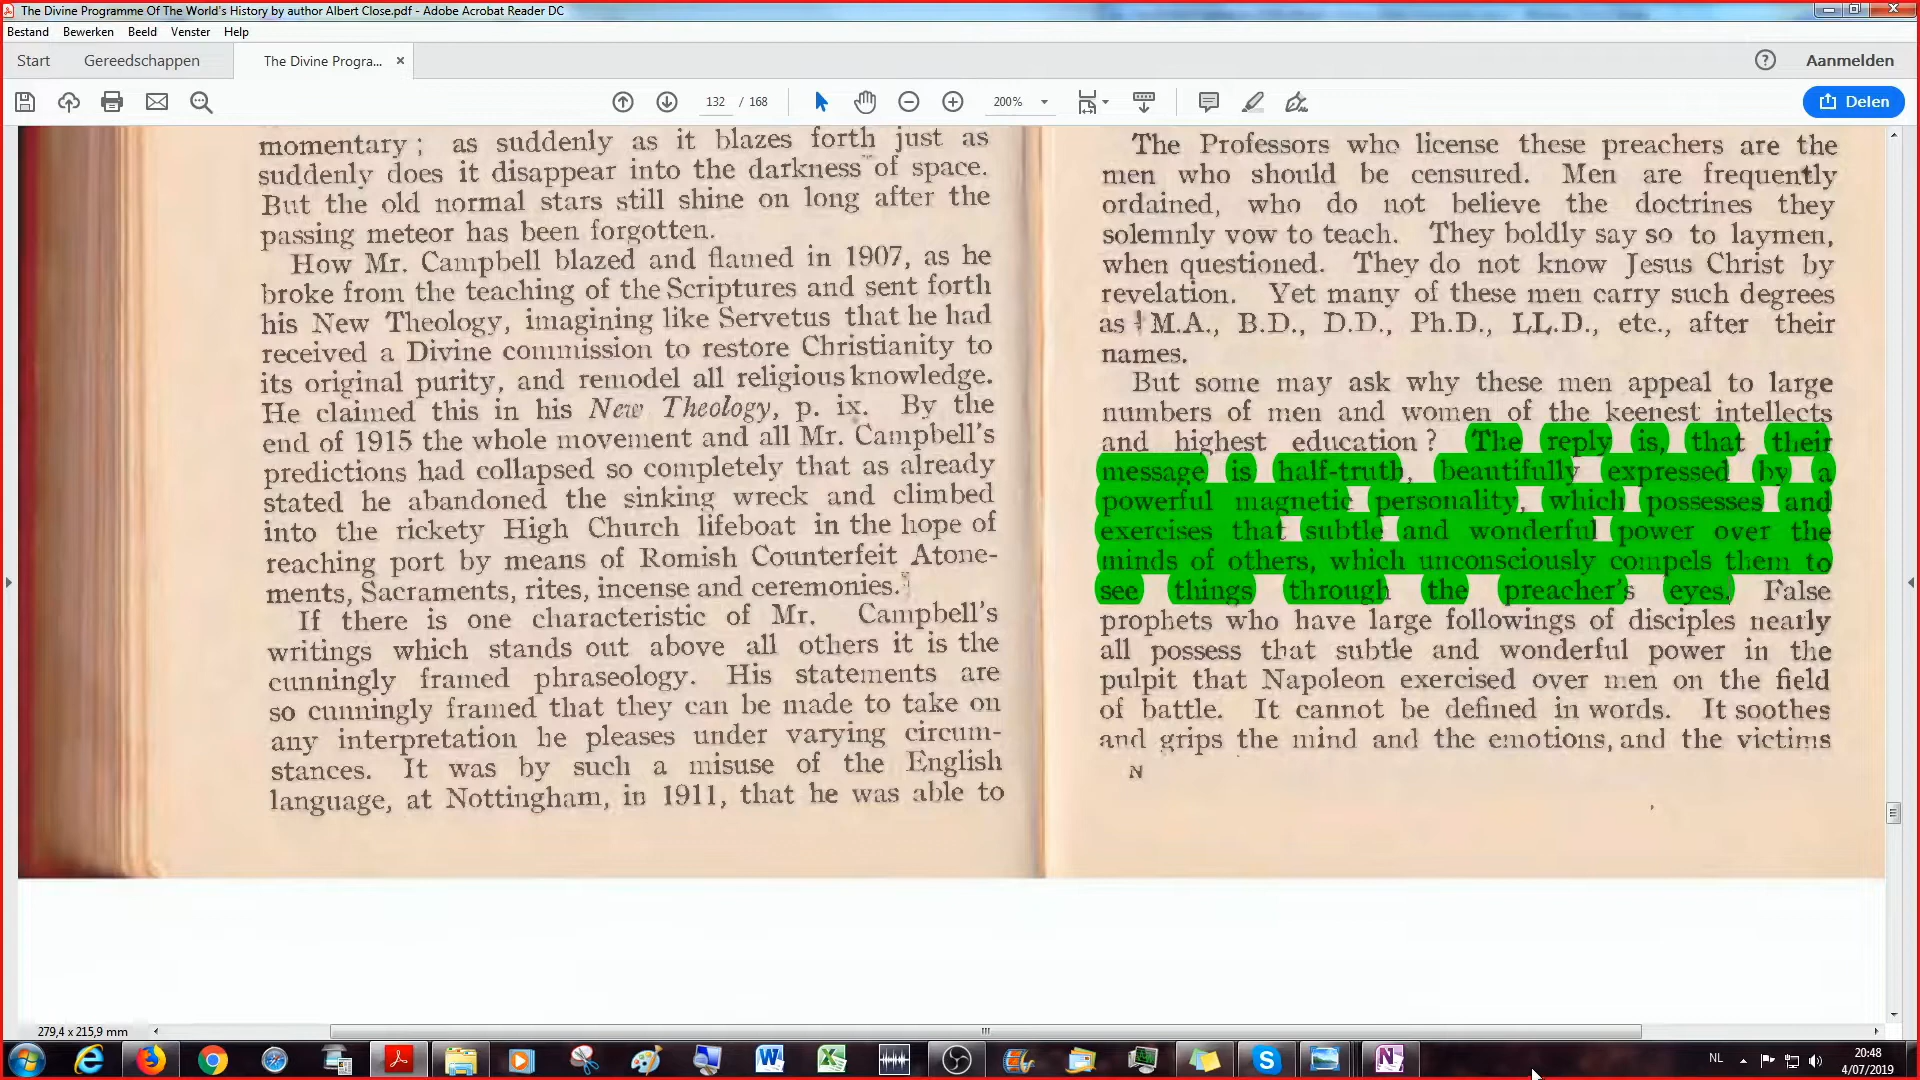 The Divine Programme Of The World's History by author Albert Close.pdf - Adobe Acrobat Reader DC
Bestand Bewerken Beeld Venster Help
Start Gereedschappen The Divine Progra... Aanmelden
132 / 168 200% Delen
momentary ; as suddenly as it blazes forth just as
suddenly does it disappear into the darkness of space.
But the old normal stars still shine on long after the
passing meteor has been forgotten.
How Mr. Campbell blazed and flamed in 1907, as he
broke from the teaching of the Scriptures and sent forth
his New Theology, imagining like Servetus that he had
received a Divine commission to restore Christianity to
its original purity, and remodel all religious knowledge.
He claimed this in his New Theology, p. ix. By the
end of 1915 the whole movement and all Mr. Campbell's
predictions had collapsed so completely that as already
stated he abandoned the sinking wreck and climbed
into the rickety High Church lifeboat in the hope of
reaching port by means of Romish Counterfeit Atone-
ments, Sacraments, rites, incense and ceremonies.
If there is one characteristic of Mr. Campbell's
writings which stands out above all others it is the
cunningly framed phraseology. His statements are
so cunningly framed that they can be made to take on
any interpretation he pleases under varying circum-
stances. It was by such a misuse of the English
language, at Nottingham, in 1911, that he was able to
The Professors who license these preachers are the
men who should be censured. Men are frequently
ordained, who do not believe the doctrines they
solemnly vow to teach. They boldly say so to laymen,
when questioned. They do not know Jesus Christ by
revelation. Yet many of these men carry such degrees
as M.A., B.D., D.D., Ph.D., LL.D., etc., after their
names.
But some may ask why these men appeal to large
numbers of men and women of the keenest intellects
and highest education ? The reply is, that their
message is half-truth, beautifully expressed by a
powerful magnetic personality, which possesses and
exercises that subtle and wonderful power over the
minds of others, which unconsciously compels them to
see things through the preacher's eyes. False
prophets who have large followings of disciples nearly
all possess that subtle and wonderful power in the
pulpit that Napoleon exercised over men on the field
of battle. It cannot be defined in words. It soothes
and grips the mind and the emotions, and the victims
N
279,4 x 215,9 mm
NL 20:48
4/07/2019